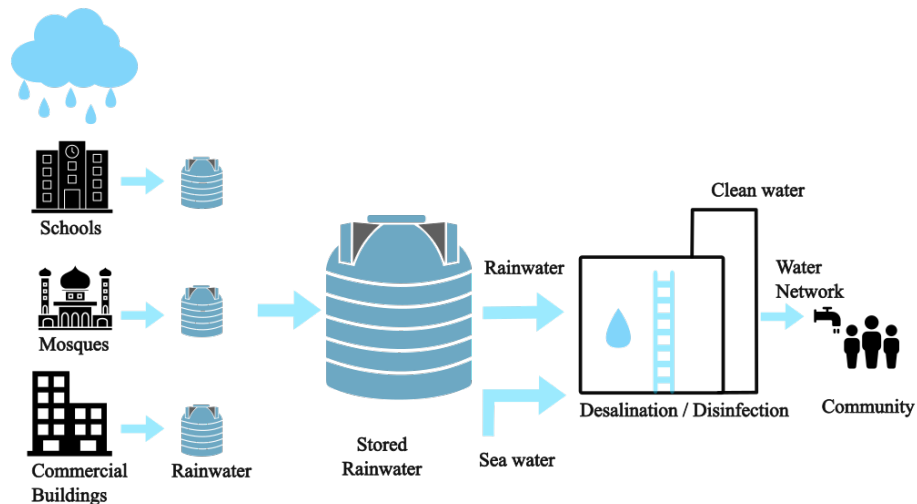 Schools
Mosques
Commercial
Buildings
Rainwater
Stored
Rainwater
Rainwater
Sea water
Clean water
Desalination / Disinfection
Water
Network
Community